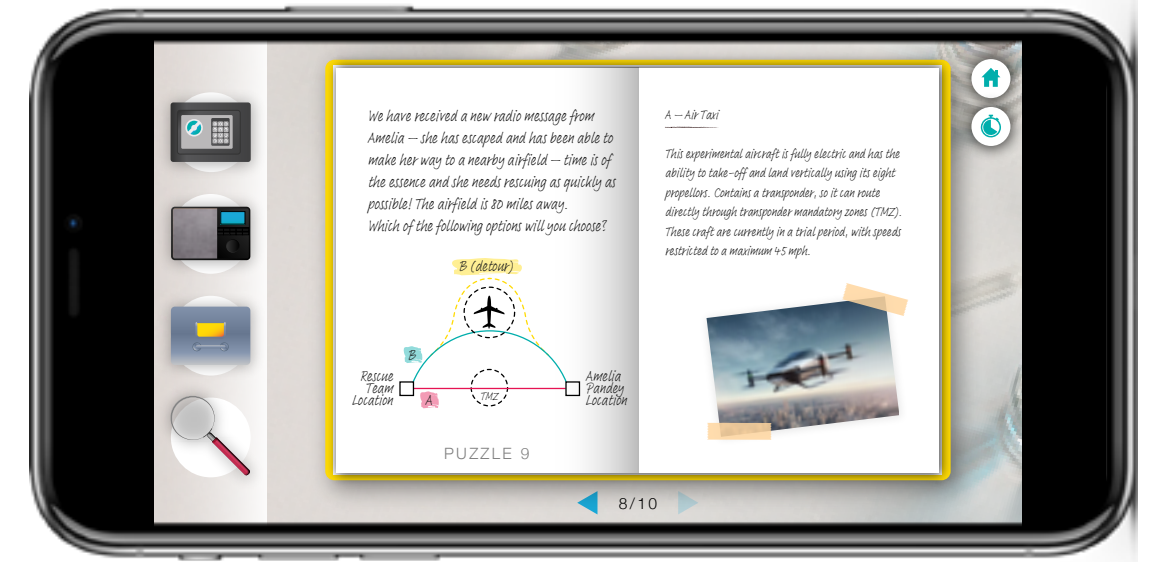 We have received a new radio message from
Amelia – she has escaped and has been able to
make her way to a nearby airfield – time is of
the essence and she needs rescuing as quickly as
possible! The airfield is 80 miles away.
Which of the following options will you choose?
B (detour)
B
Rescue
Team
Location
A
TMZ
Amelia
Pandey
Location
PUZZLE 9
A – Air Taxi
This experimental aircraft is fully electric and has the
ability to take-off and land vertically using its eight
propellors. Contains a transponder, so it can route
directly through transponder mandatory zones (TMZ).
These craft are currently in a trial period, with speeds
restricted to a maximum 45 mph.
8/10